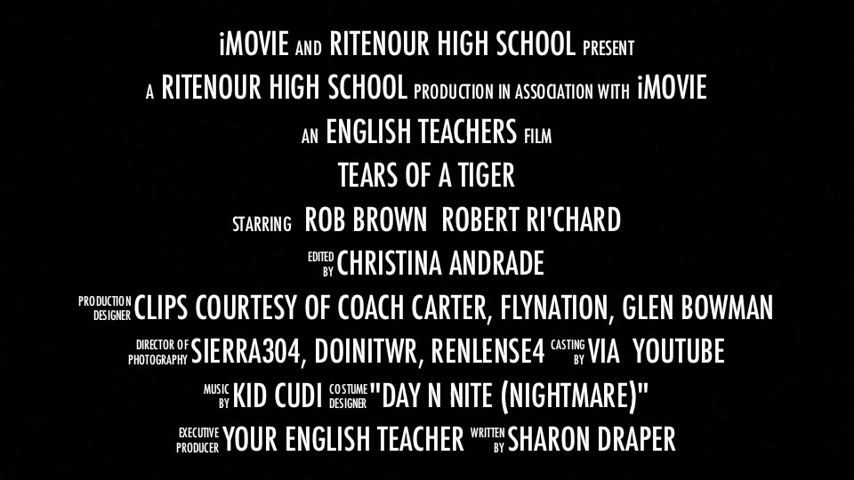 iMOVIE AND RITENOUR HIGH SCHOOL PRESENT
A RITENOUR HIGH SCHOOL PRODUCTION IN ASSOCIATION WITH iMOVIE
AN ENGLISH TEACHERS FILM
TEARS OF A TIGER
STARRING ROB BROWN ROBERT RI'CHARD
EDITED BY CHRISTINA ANDRADE
PRODUCTION DESIGNER CLIPS COURTESY OF COACH CARTER, FLYNATION, GLEN BOWMAN
DIRECTOR OF PHOTOGRAPHY SIERRA304, DOINITWR, RENLENSE4 CASTING BY VIA YOUTUBE
MUSIC BY KID CUDI COSTUME DESIGNER "DAY N NITE (NIGHTMARE)"
EXECUTIVE PRODUCER YOUR ENGLISH TEACHER WRITTEN BY SHARON DRAPER